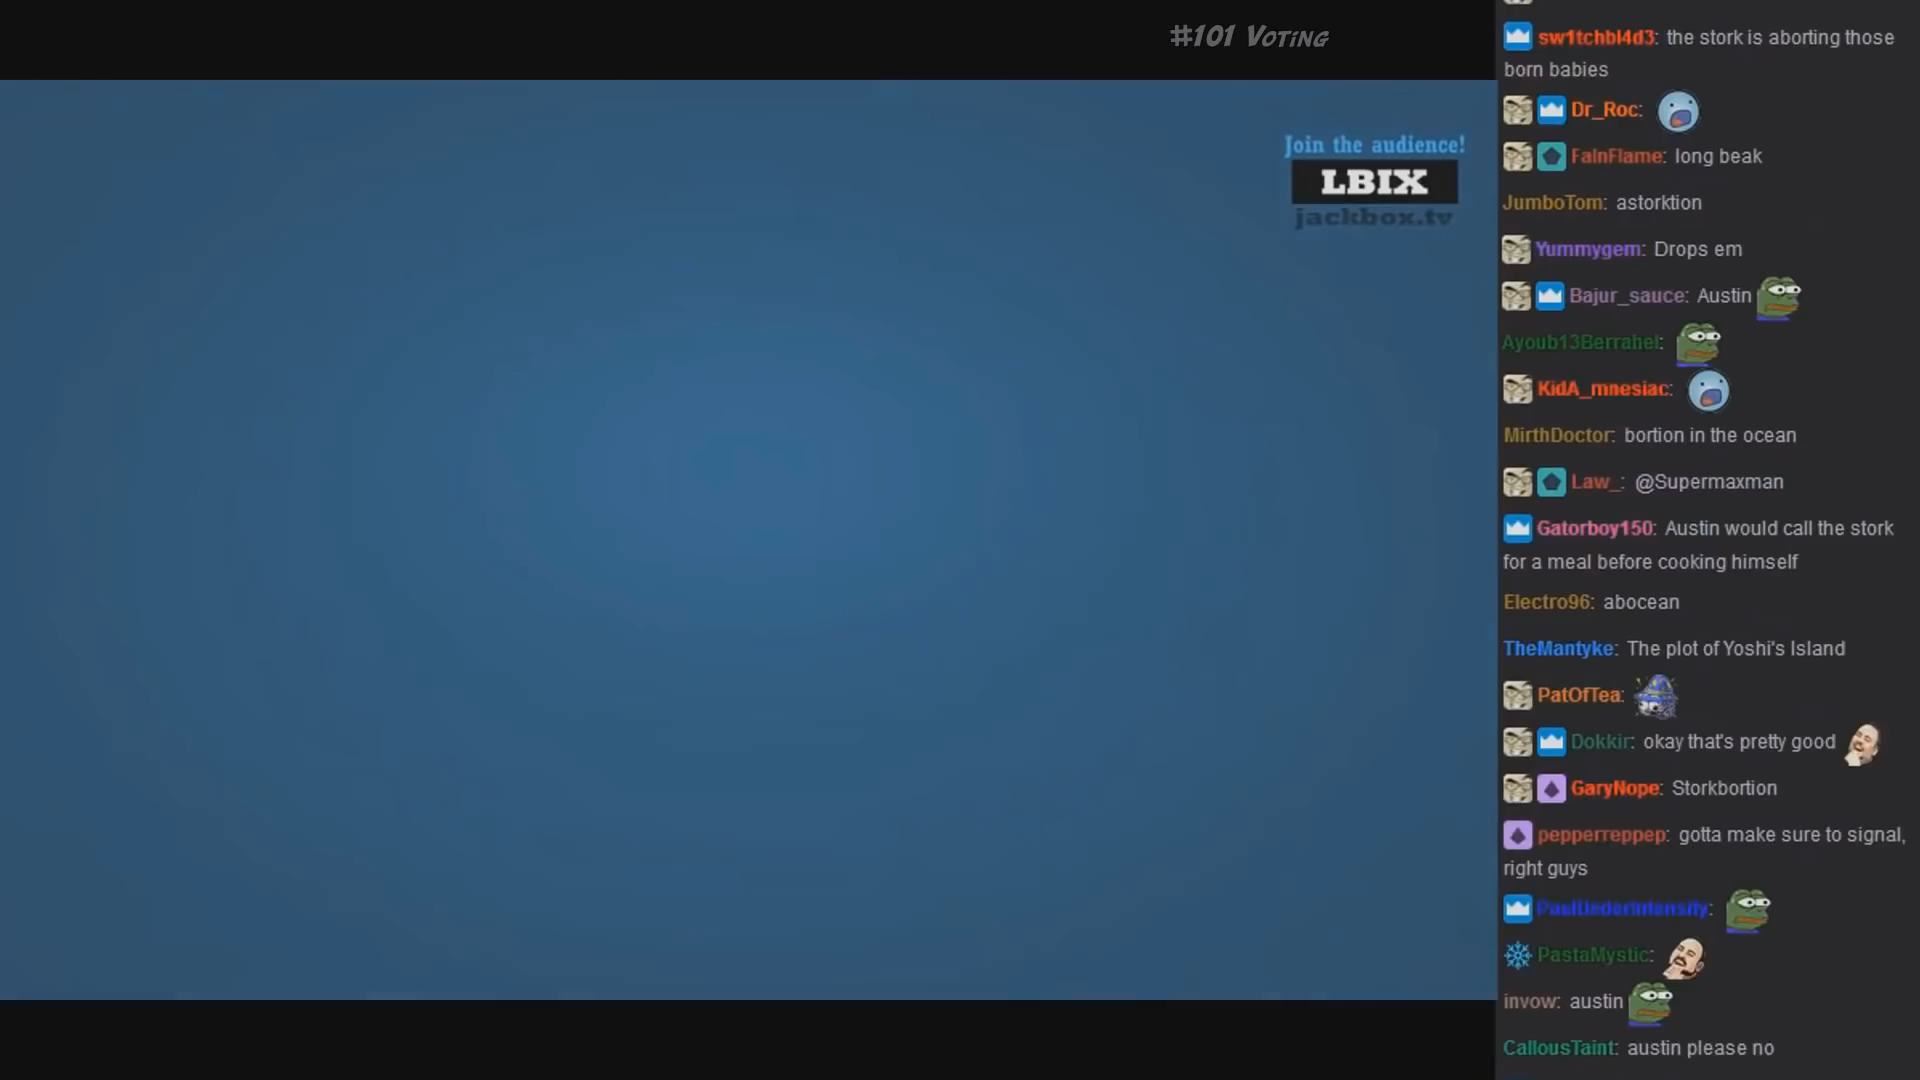 #101 Voting
Join the audience!
LBIX
jackbox.tv
sw1tchbl4d3: the stork is aborting those
born babies
Dr_Roc:
FalnFlame: long beak
JumboTom: astorktion
Yummygem: Drops em
Bajur_sauce: Austin
Ayoub13Berrahel:
KidA_mnesiac:
MirthDoctor: bortion in the ocean
Law_: @Supermaxman
Gatorboy150: Austin would call the stork
for a meal before cooking himself
Electro96: abocean
TheMantyke: The plot of Yoshi's Island
PatOfTea:
Dokkir: okay that's pretty good
GaryNope: Storkbortion
pepperreppep: gotta make sure to signal,
right guys
PaulUnderIntensify:
PastaMystic:
invow: austin
CallousTaint: austin please no